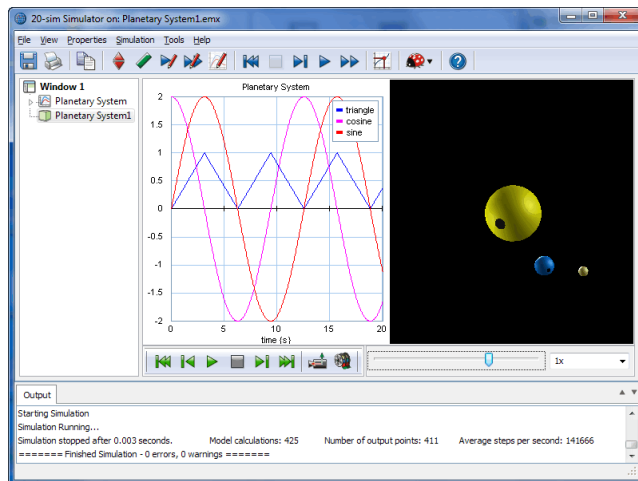 20-sim Simulator on: Planetary System1.emx
File View Properties Simulation Tools Help
Window 1
Planetary System
Planetary System1
Planetary System
triangle
cosine
sine
2
1.5
1
0.5
0
-0.5
-1
-1.5
-2
0 5 10 15 20
time {s}
1x
Output
Starting Simulation
Simulation Running...
Simulation stopped after 0.003 seconds. Model calculations: 425 Number of output points: 411 Average steps per second: 141666
======= Finished Simulation - 0 errors, 0 warnings =======